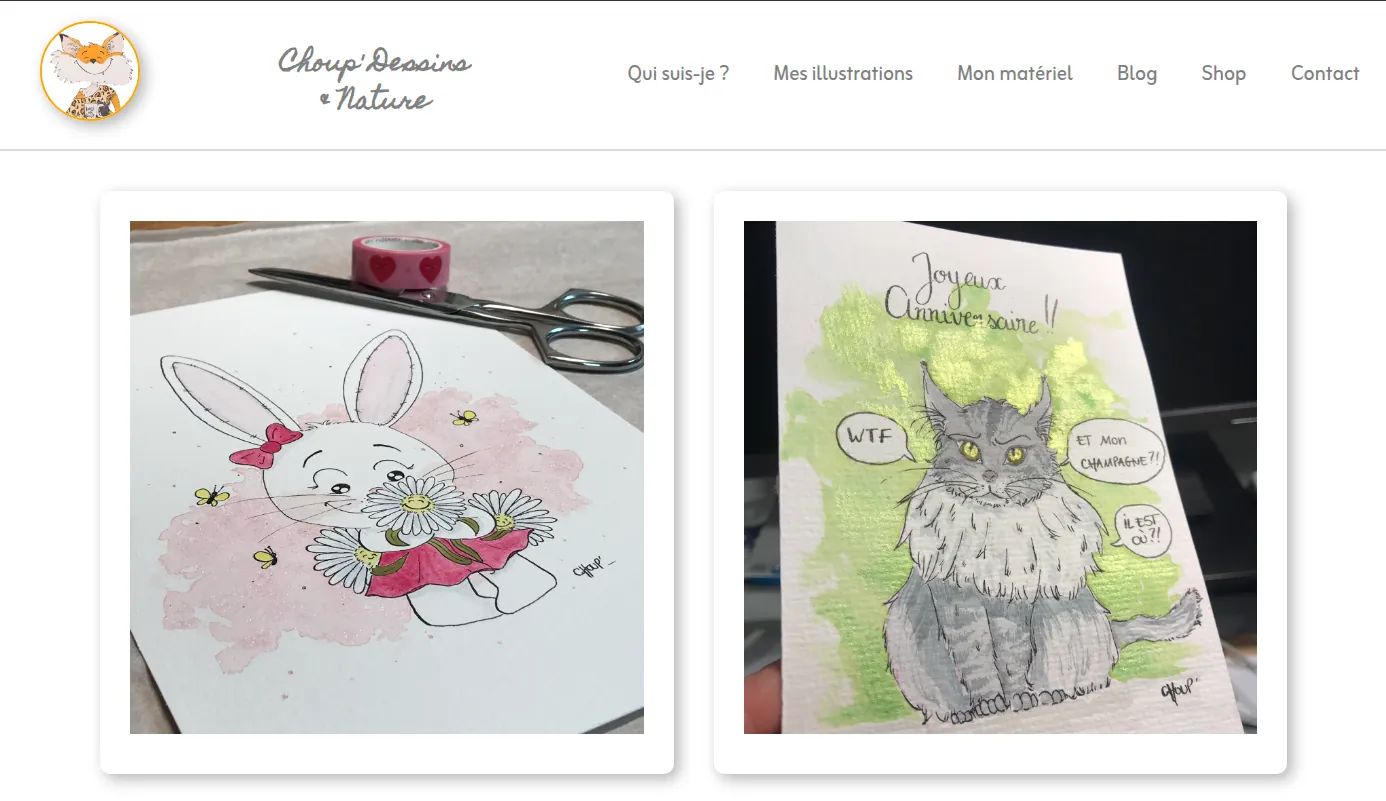 Choup'Dessins
& Nature
Qui suis-je ?
Mes illustrations
Mon matériel
Blog
Shop
Contact
Choup'
Joyeux
Anniversaire !!
WTF
ET MON
CHAMPAGNE ?!
iL EST
OÙ ?!
CHOUP'